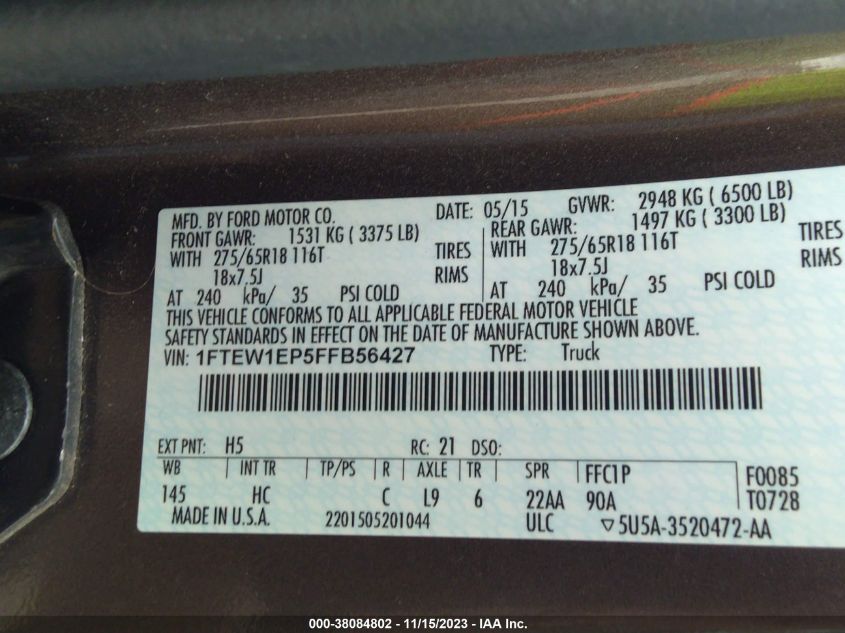 MFD. BY FORD MOTOR CO. DATE: 05/15 GVWR: 2948 KG ( 6500 LB)
FRONT GAWR: 1531 KG ( 3375 LB) REAR GAWR: 1497 KG ( 3300 LB)
WITH 275/65R18 116T TIRES WITH 275/65R18 116T TIRES
18x7.5J RIMS 18x7.5J RIMS
AT 240 kPa/ 35 PSI COLD AT 240 kPa/ 35 PSI COLD
THIS VEHICLE CONFORMS TO ALL APPLICABLE FEDERAL MOTOR VEHICLE
SAFETY STANDARDS IN EFFECT ON THE DATE OF MANUFACTURE SHOWN ABOVE.
VIN: 1FTEW1EP5FFB56427 TYPE: Truck
EXT PNT: H5 RC: 21 DSO:
WB INT TR TP/PS R AXLE TR SPR FFC1P F0085
145 HC C L9 6 22AA 90A T0728
MADE IN U.S.A. 2201505201044 ULC ▽5U5A-3520472-AA
000-38084802 - 11/15/2023 - IAA Inc.